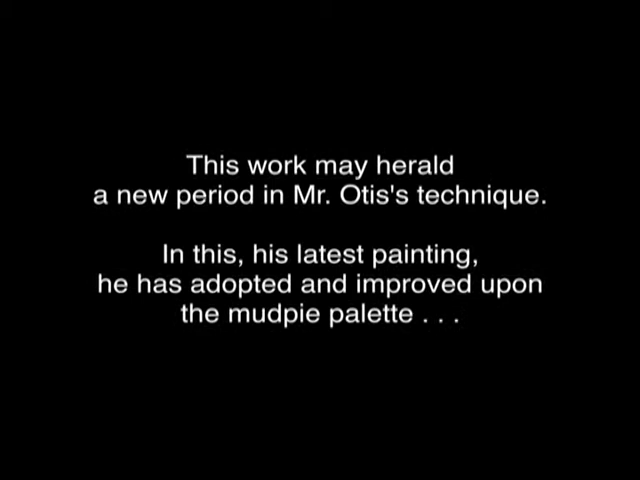 This work may herald
a new period in Mr. Otis's technique.
In this, his latest painting,
he has adopted and improved upon
the mudpie palette . . .